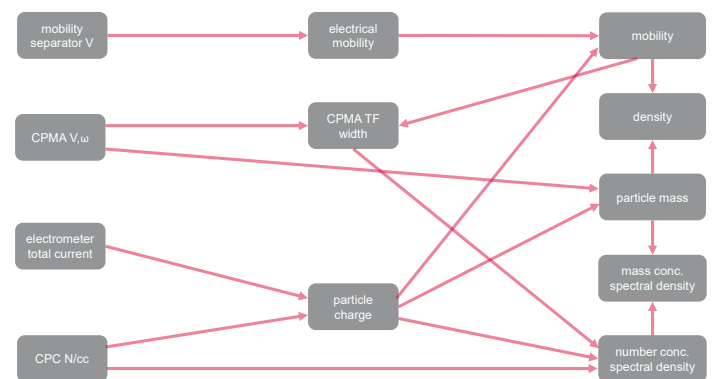 mobility
separator V
electrical
mobility
mobility
CPMA V,ω
CPMA TF
width
density
particle mass
electrometer
total current
particle
charge
mass conc.
spectral density
CPC N/cc
number conc.
spectral density